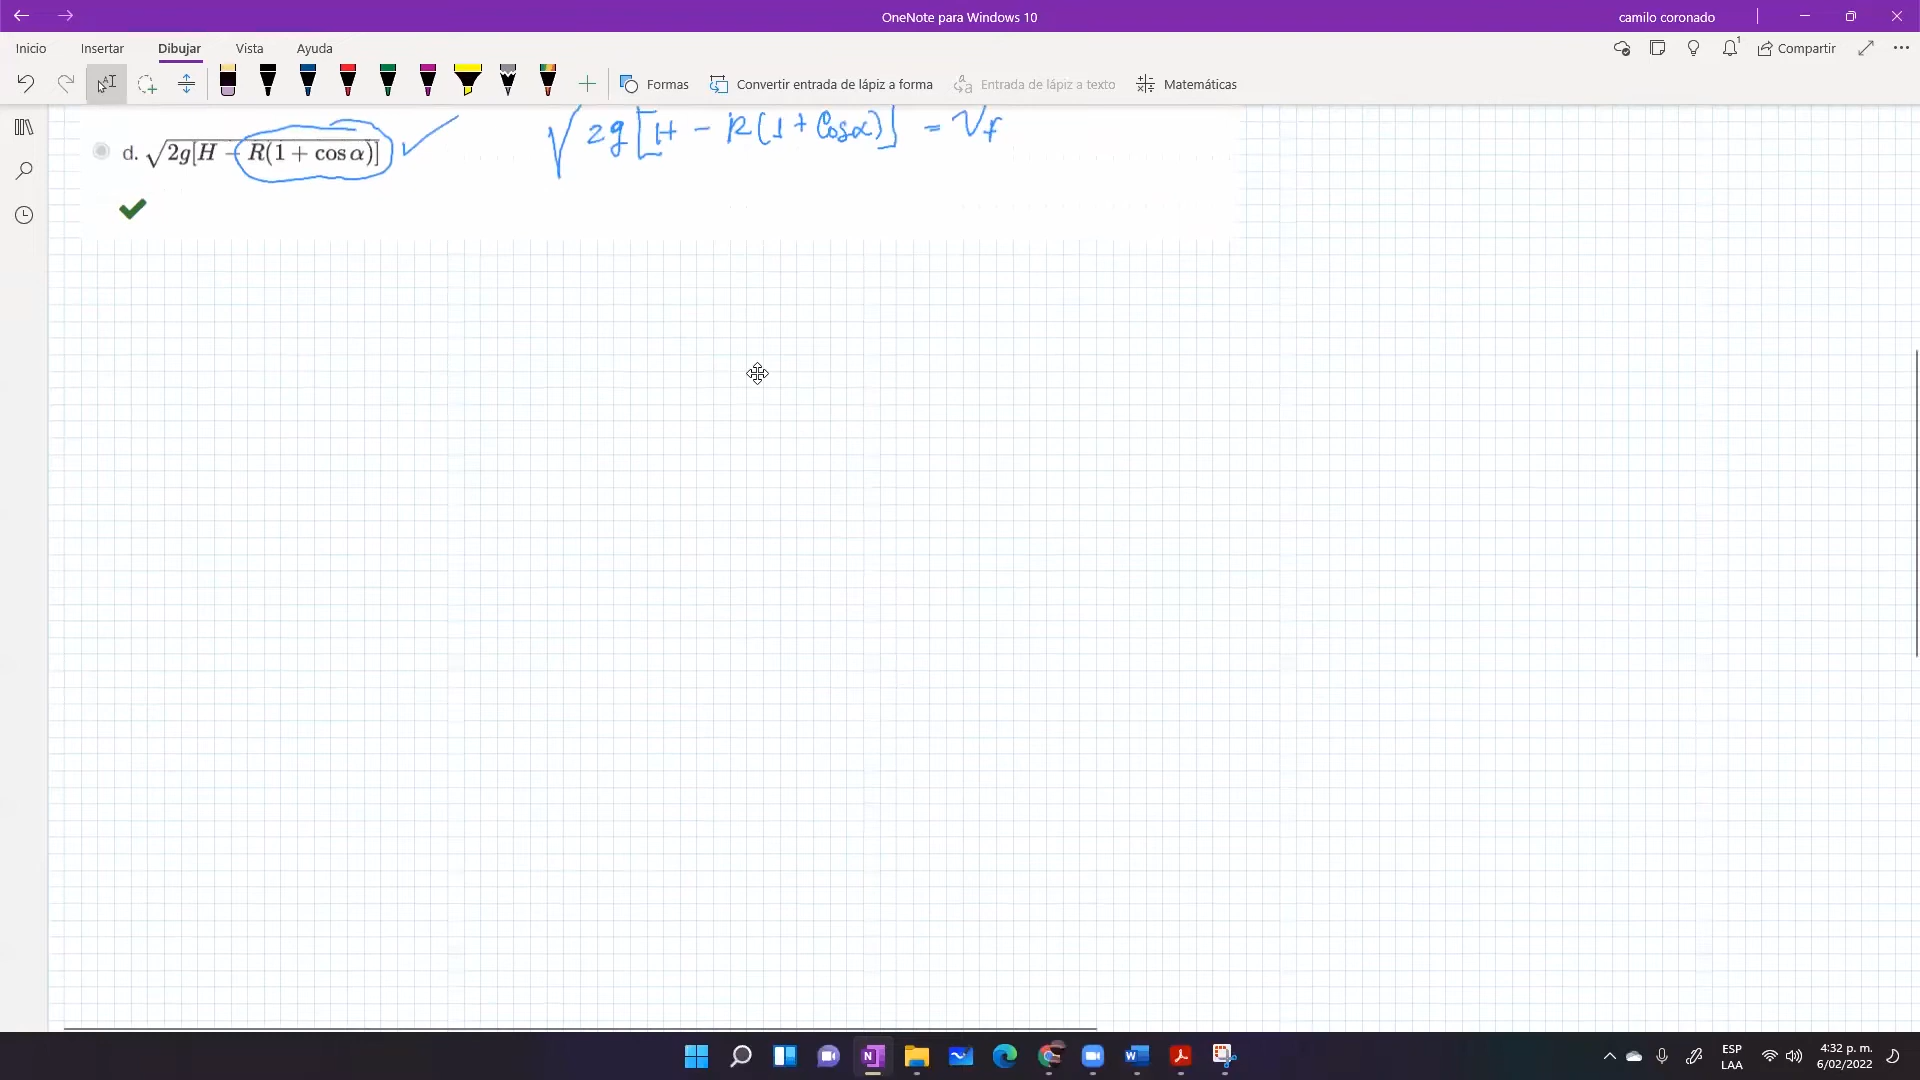 OneNote para Windows 10
camilo coronado
Inicio
Insertar
Dibujar
Vista
Ayuda
1
Compartir
Formas
Convertir entrada de lápiz a forma
Entrada de lápiz a texto
Matemáticas
√2g[H - R(1+Cosα)] = Vf
d. √2g[H − R(1 + cos α)]
ESP
LAA
4:32 p. m.
6/02/2022